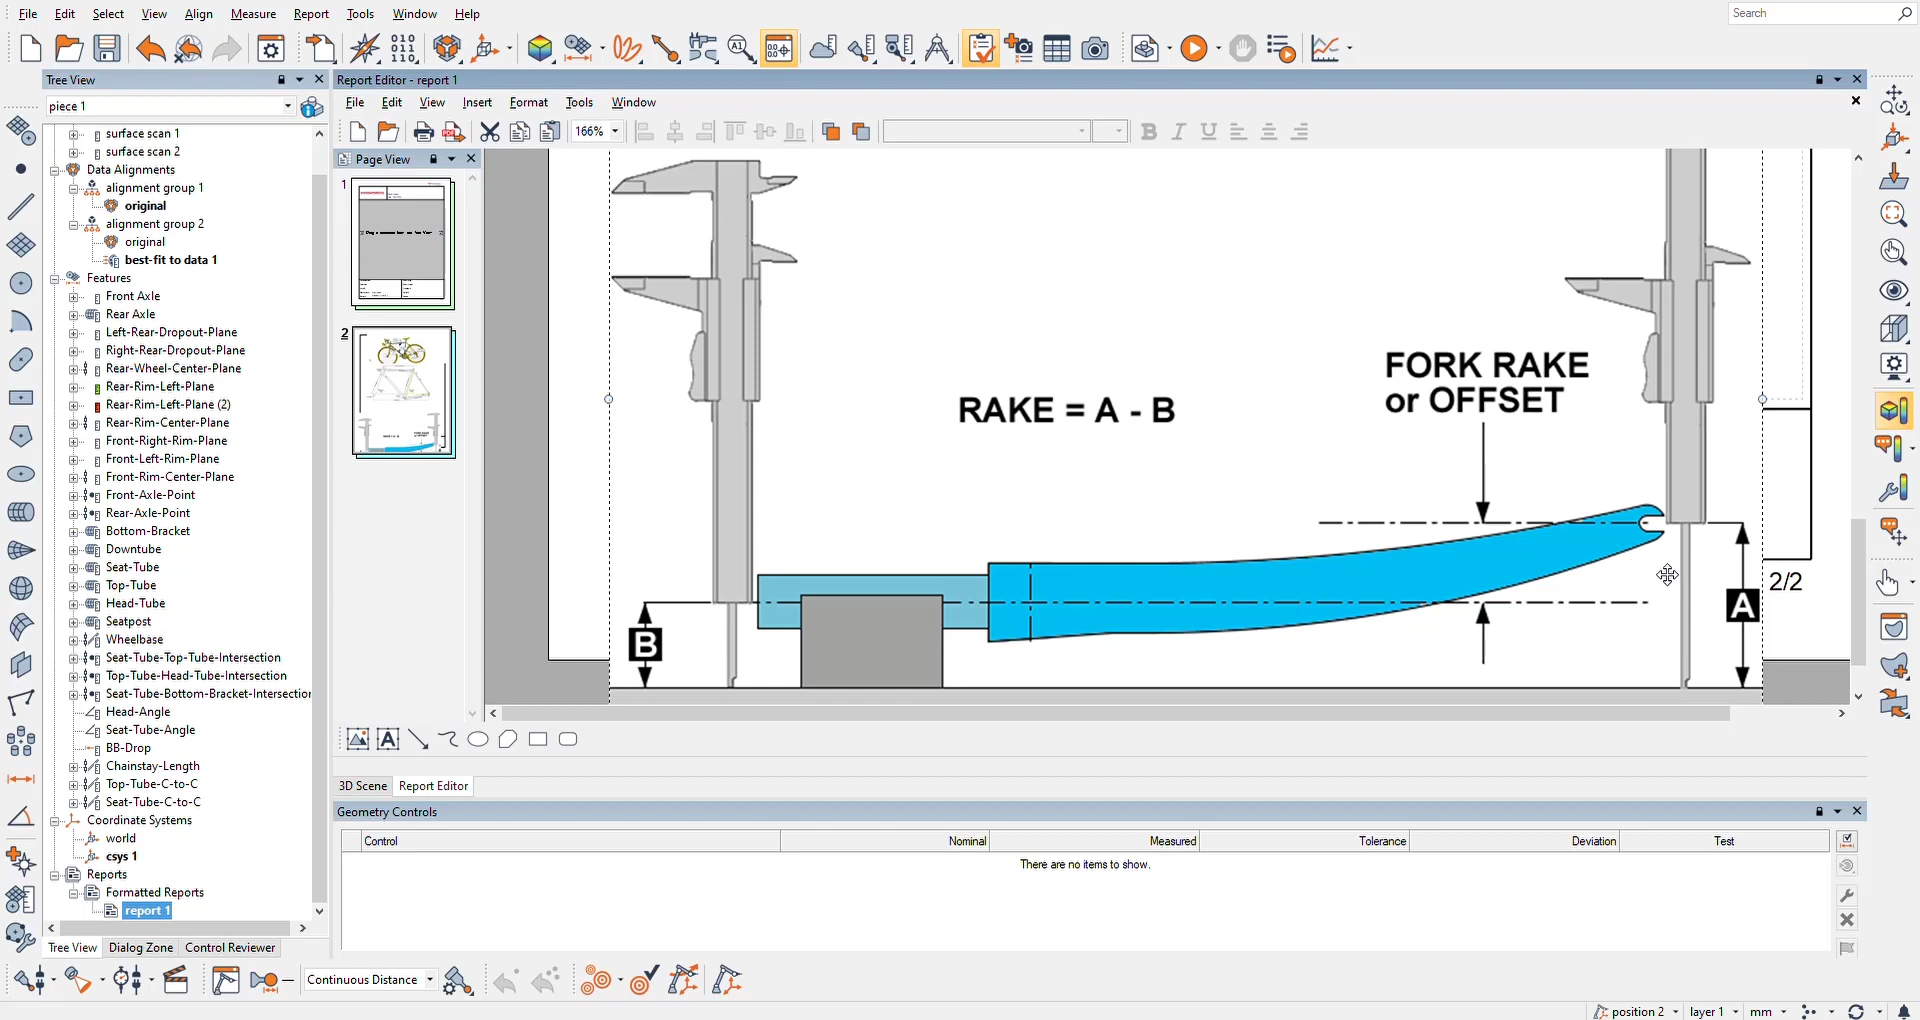 File Edit Select View Align Measure Report Tools Window Help
Search
Tree View
piece 1
surface scan 1
surface scan 2
Data Alignments
alignment group 1
original
alignment group 2
original
best-fit to data 1
Features
Front Axle
Rear Axle
Left-Rear-Dropout-Plane
Right-Rear-Dropout-Plane
Rear-Wheel-Center-Plane
Rear-Rim-Left-Plane
Rear-Rim-Left-Plane (2)
Rear-Rim-Center-Plane
Front-Right-Rim-Plane
Front-Left-Rim-Plane
Front-Rim-Center-Plane
Front-Axle-Point
Rear-Axle-Point
Bottom-Bracket
Downtube
Seat-Tube
Top-Tube
Head-Tube
Seatpost
Wheelbase
Seat-Tube-Top-Tube-Intersection
Top-Tube-Head-Tube-Intersection
Seat-Tube-Bottom-Bracket-Intersection
Head-Angle
Seat-Tube-Angle
BB-Drop
Chainstay-Length
Top-Tube-C-to-C
Seat-Tube-C-to-C
Coordinate Systems
world
csys 1
Reports
Formatted Reports
report 1
Tree View Dialog Zone Control Reviewer
Report Editor - report 1
File Edit View Insert Format Tools Window
166%
B I U
Page View
1
2
RAKE = A - B
FORK RAKE
or OFFSET
B
A
2/2
3D Scene Report Editor
Geometry Controls
Control Nominal Measured Tolerance Deviation Test
There are no items to show.
Continuous Distance
position 2 layer 1 mm